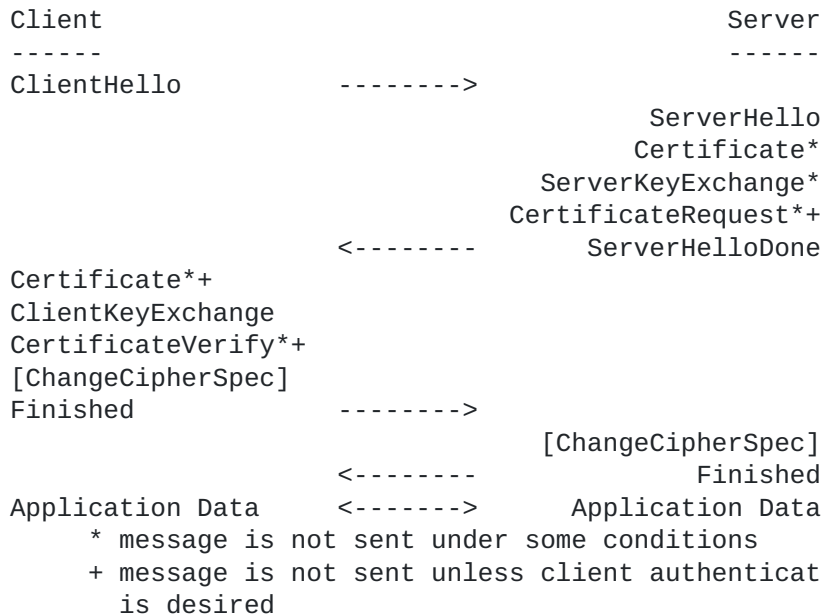 Client                                       Server
------                                       ------
ClientHello          -------->
                                        ServerHello
                                       Certificate*
                                 ServerKeyExchange*
                               CertificateRequest*+
                     <--------      ServerHelloDone
Certificate*+
ClientKeyExchange
CertificateVerify*+
[ChangeCipherSpec]
Finished             -------->
                                 [ChangeCipherSpec]
                     <--------             Finished
Application Data     <------->     Application Data
     * message is not sent under some conditions
     + message is not sent unless client authenticat
       is desired